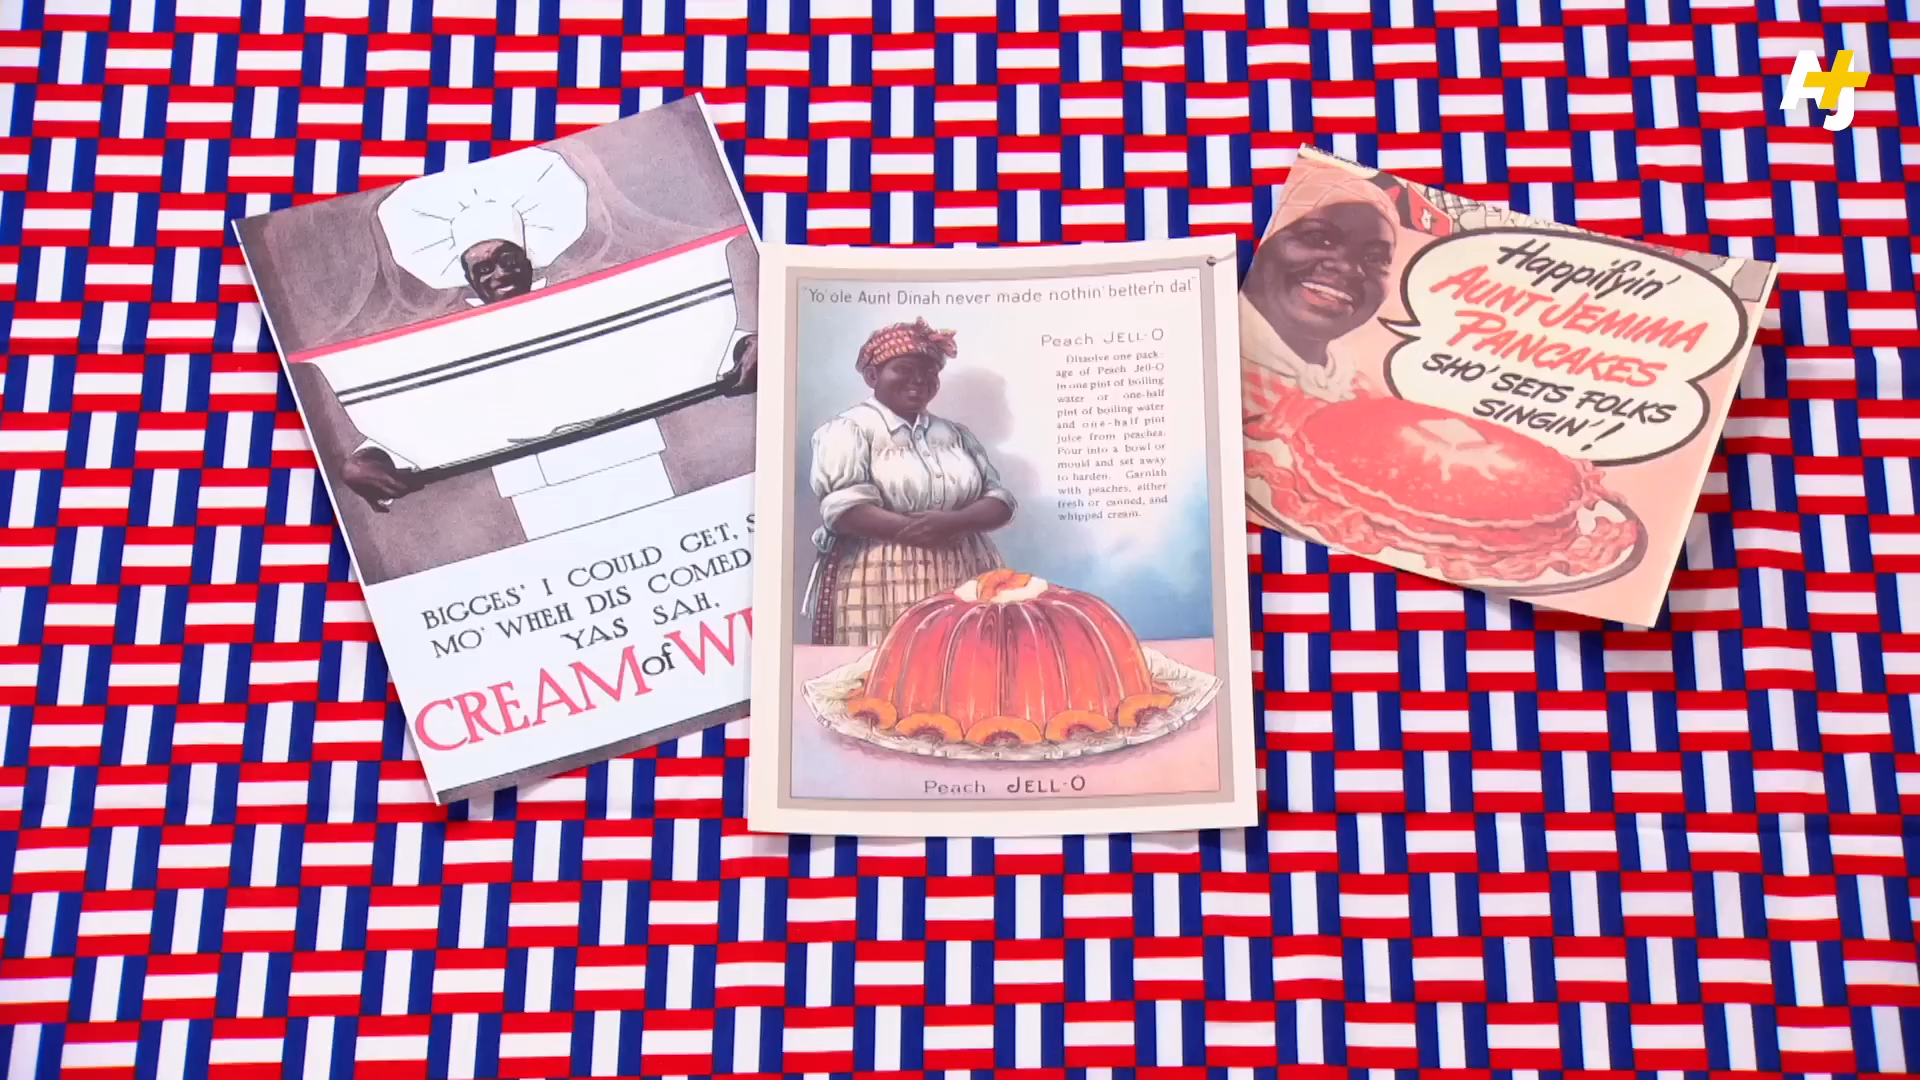 BIGGES' I COULD GET, S
MO' WHEH DIS COMED
YAS SAH.
CREAM of W
"Yo' ole Aunt Dinah never made nothin' better'n dat"
Peach JELL-O
Dissolve one pack-
age of Peach Jell-O
in one pint of boiling
water or one-half
pint of boiling water
and one-half pint
juice from peaches.
Pour into a bowl or
mould and set away
to harden. Garnish
with peaches, either
fresh or canned, and
whipped cream.
Peach JELL-O
Happifyin'
AUNT JEMIMA
PANCAKES
SHO' SETS FOLKS
SINGIN'!
AJ+